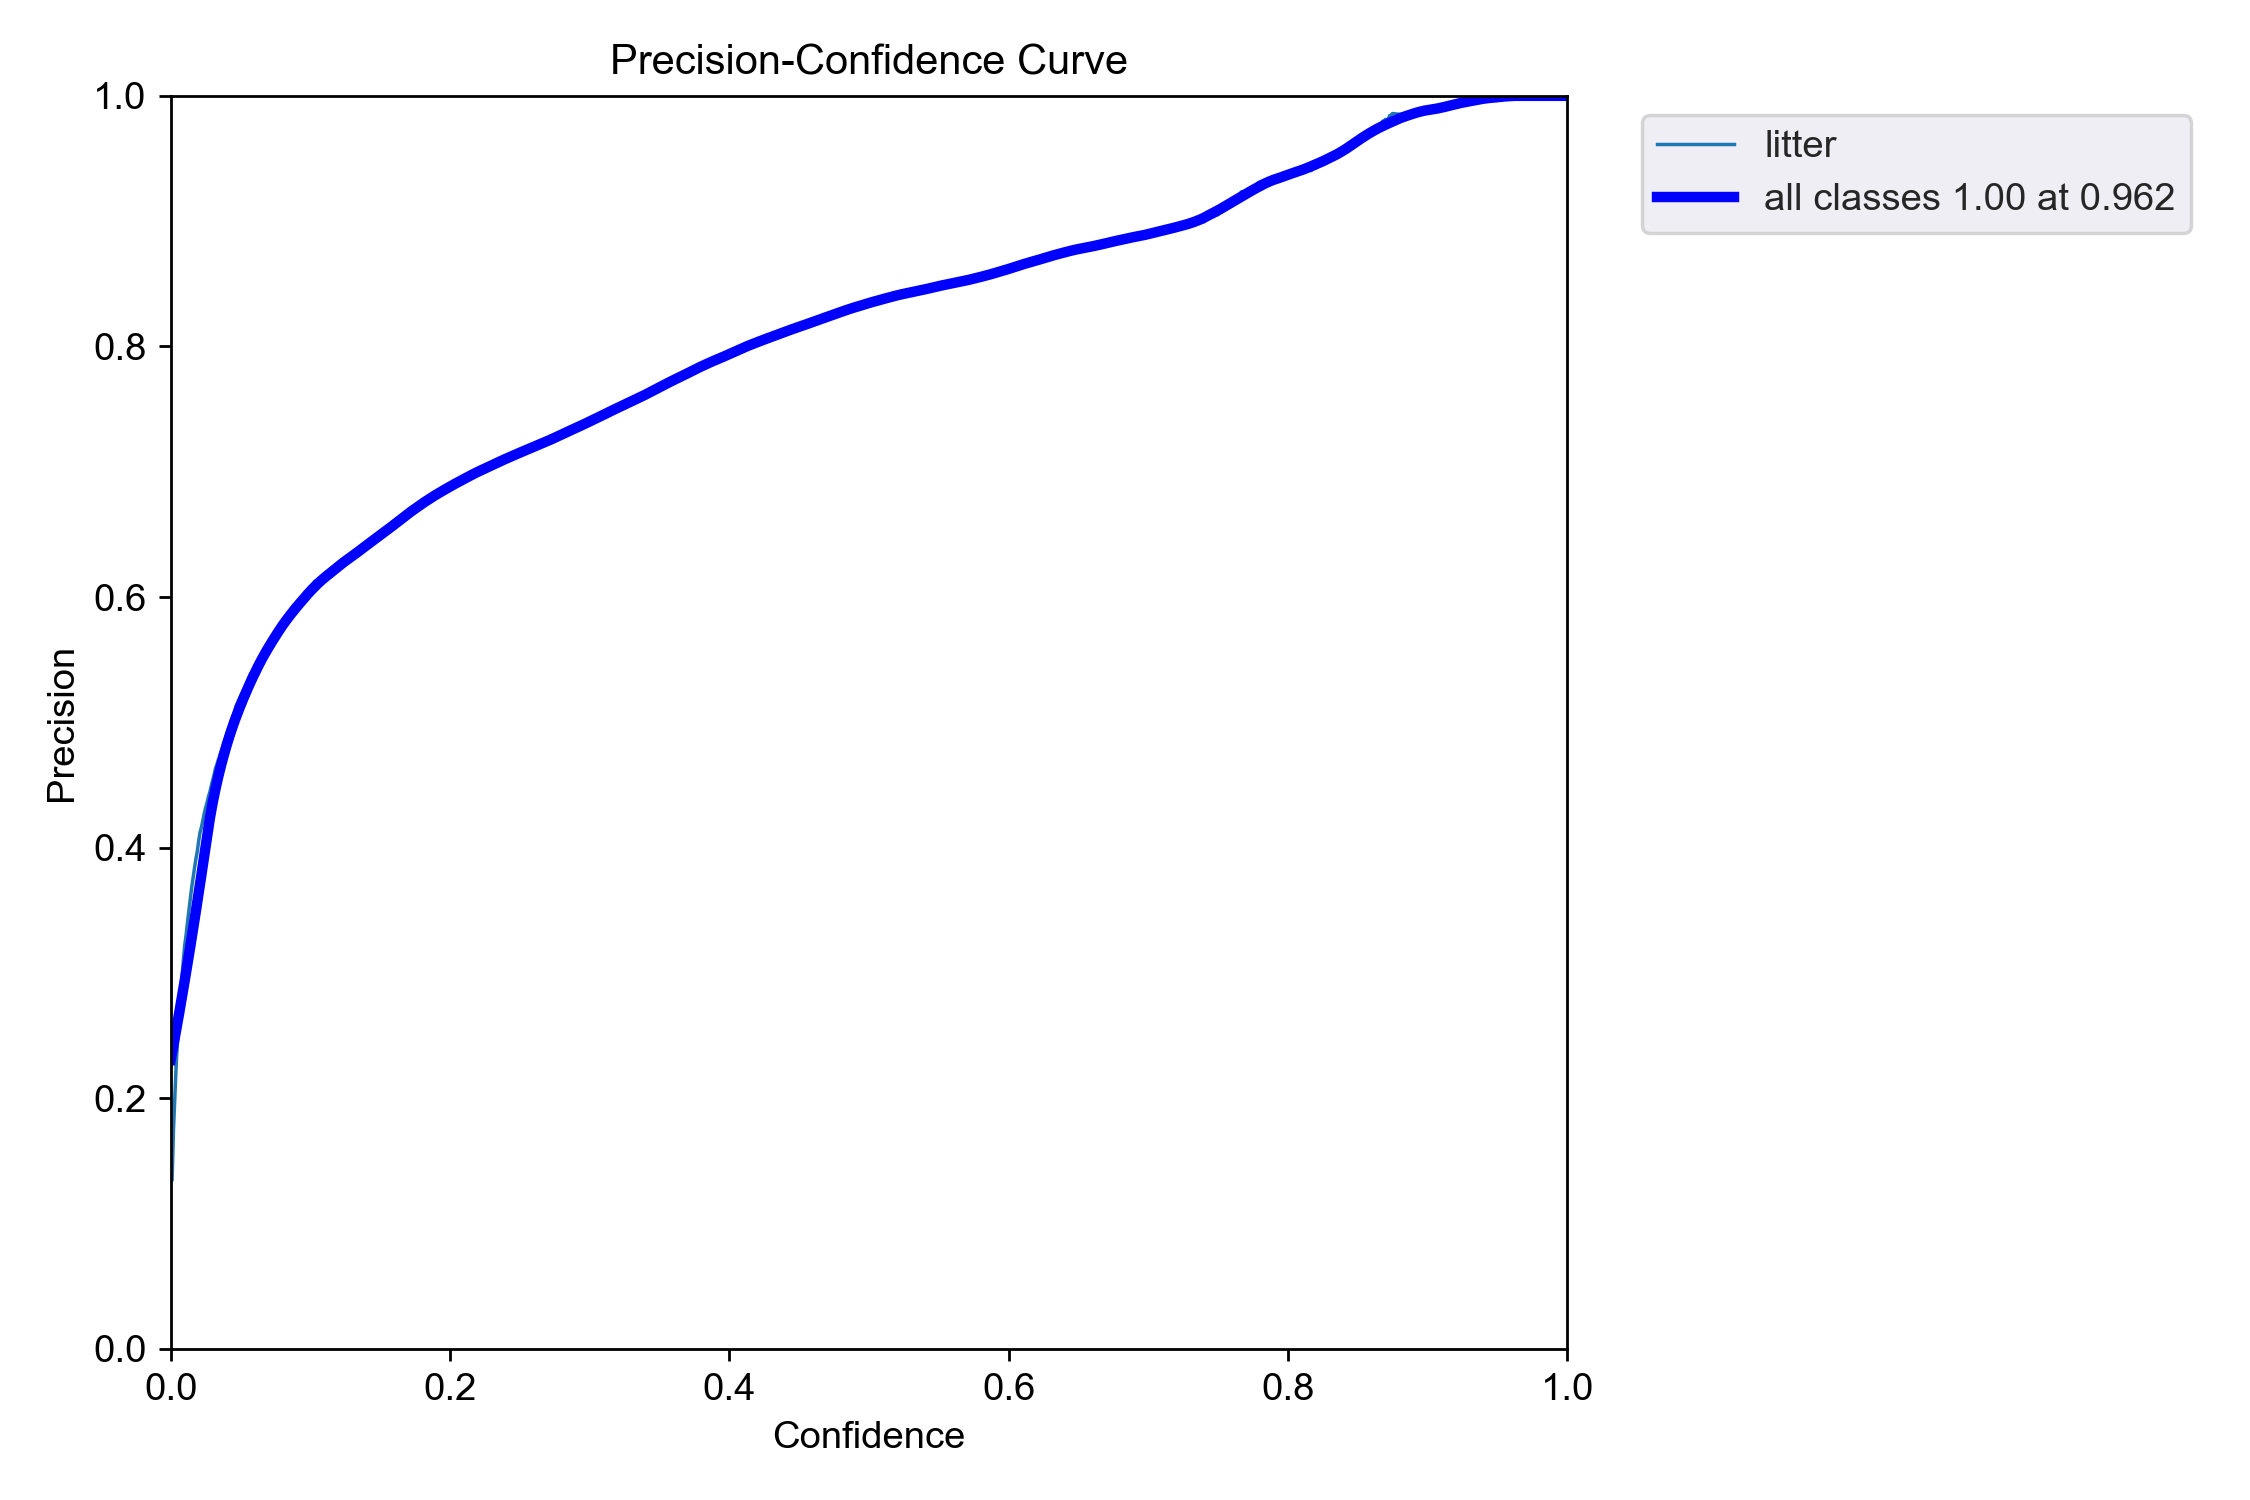 Precision-Confidence Curve
1.0
0.8
0.6
0.4
0.2
0.0
Precision
0.0 0.2 0.4 0.6 0.8 1.0
Confidence
litter
all classes 1.00 at 0.962